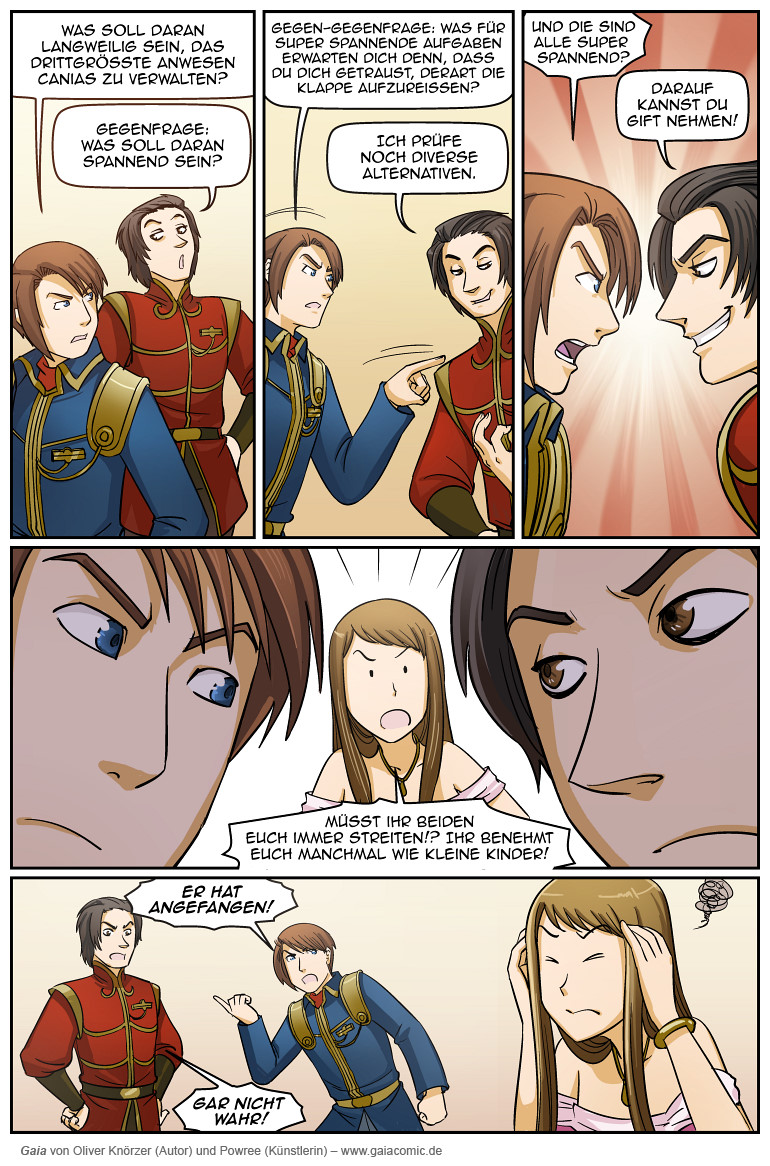 WAS SOLL DARAN
LANGWEILIG SEIN, DAS
DRITTGRÖSSTE ANWESEN
CANIAS ZU VERWALTEN?
GEGENFRAGE:
WAS SOLL DARAN
SPANNEND SEIN?
GEGEN-GEGENFRAGE: WAS FÜR
SUPER SPANNENDE AUFGABEN
ERWARTEN DICH DENN, DASS
DU DICH GETRAUST, DERART DIE
KLAPPE AUFZUREISSEN?
ICH PRÜFE
NOCH DIVERSE
ALTERNATIVEN.
UND DIE SIND
ALLE SUPER
SPANNEND?
DARAUF
KANNST DU
GIFT NEHMEN!
MÜSST IHR BEIDEN
EUCH IMMER STREITEN!? IHR BENEHMT
EUCH MANCHMAL WIE KLEINE KINDER!
ER HAT
ANGEFANGEN!
GAR NICHT
WAHR!
Gaia von Oliver Knörzer (Autor) und Powree (Künstlerin) – www.gaiacomic.de